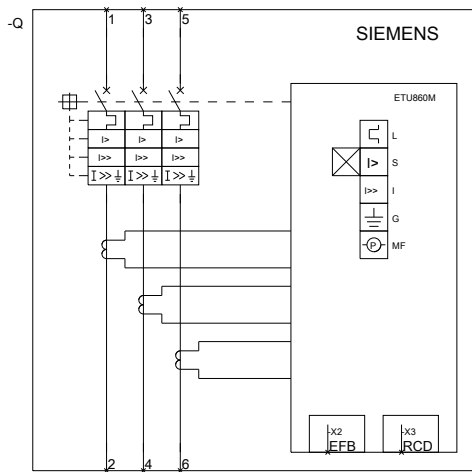 -Q
1 3 5
SIEMENS
ETU860M
L
I> I> I> I> S
I>> I>> I>> I>> I
I>> I>> I>> G
P MF
-X2 -X3
EFB RCD
2 4 6